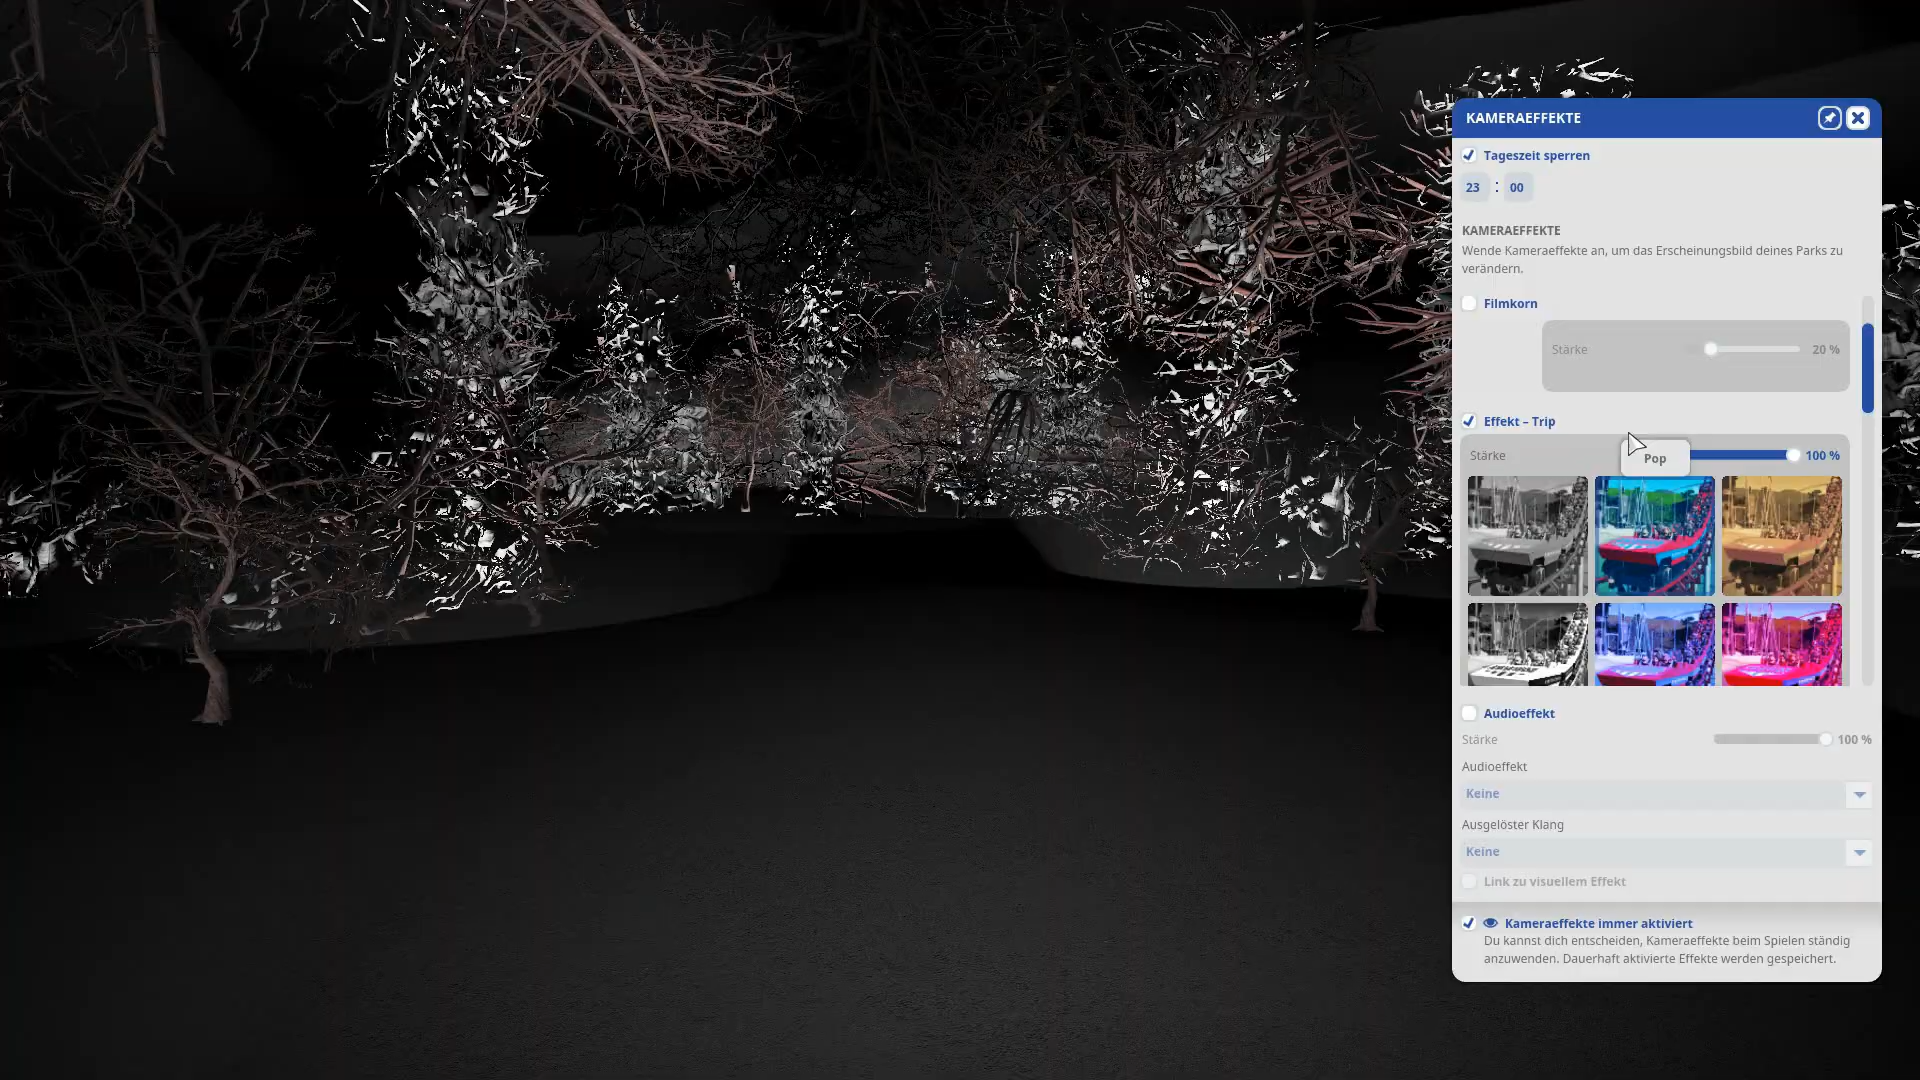 KAMERAEFFEKTE
Tageszeit sperren
23 : 00
KAMERAEFFEKTE
Wende Kameraeffekte an, um das Erscheinungsbild deines Parks zu
verändern.
Filmkorn
Stärke 20 %
Effekt – Trip
Stärke 100 %
Pop
Audioeffekt
Stärke 100 %
Audioeffekt
Keine
Ausgelöster Klang
Keine
Link zu visuellem Effekt
Kameraeffekte immer aktiviert
Du kannst dich entscheiden, Kameraeffekte beim Spielen ständig
anzuwenden. Dauerhaft aktivierte Effekte werden gespeichert.